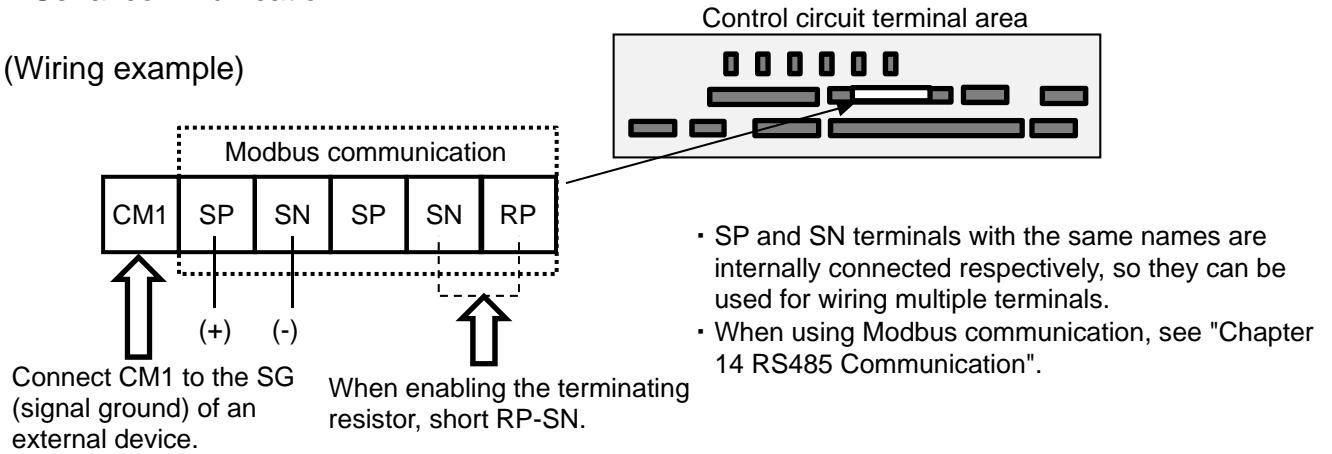 Control circuit terminal area
(Wiring example)
Modbus communication
CM1 SP SN SP SN RP
(+) (-)
Connect CM1 to the SG
(signal ground) of an
external device.
When enabling the terminating
resistor, short RP-SN.
・SP and SN terminals with the same names are
internally connected respectively, so they can be
used for wiring multiple terminals.
・When using Modbus communication, see "Chapter
14 RS485 Communication".